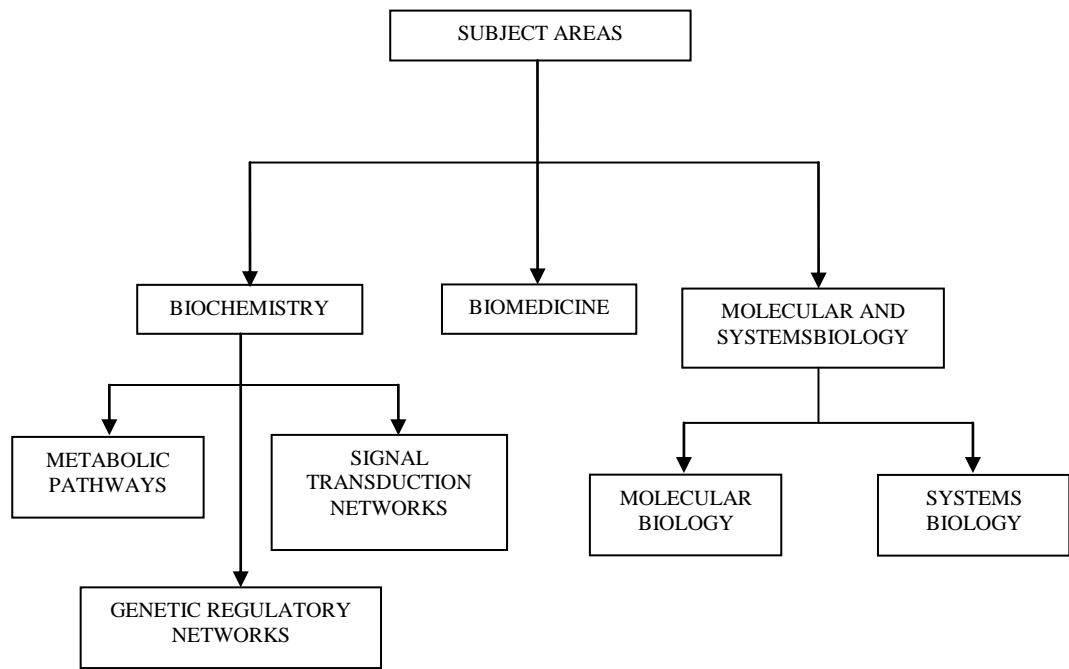 SUBJECT AREAS
BIOCHEMISTRY
BIOMEDICINE
MOLECULAR AND
SYSTEMSBIOLOGY
METABOLIC
PATHWAYS
SIGNAL
TRANSDUCTION
NETWORKS
MOLECULAR
BIOLOGY
SYSTEMS
BIOLOGY
GENETIC REGULATORY
NETWORKS